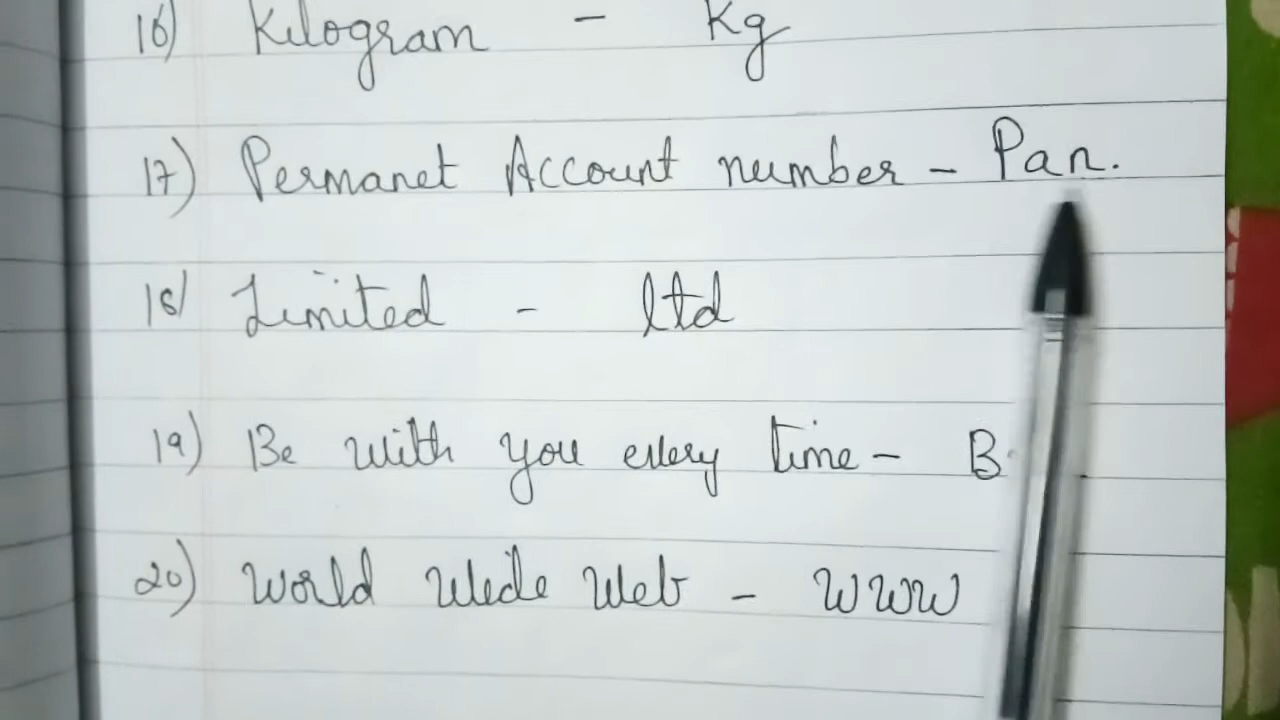 16) Kilogram - Kg
17) Permanet Account number - Pan.
18) Limited - ltd
19) Be with you every time - B
20) World Wide Web - WWW